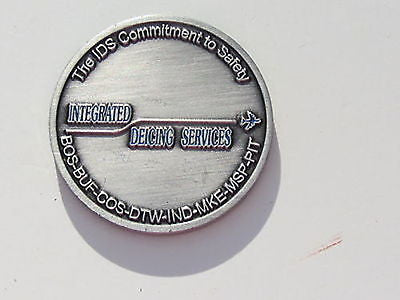 The IDS Commitment to Safety
INTEGRATED
DEICING SERVICES
BOS-BUF-COS-DTW-IND-MKE-MSP-PIT